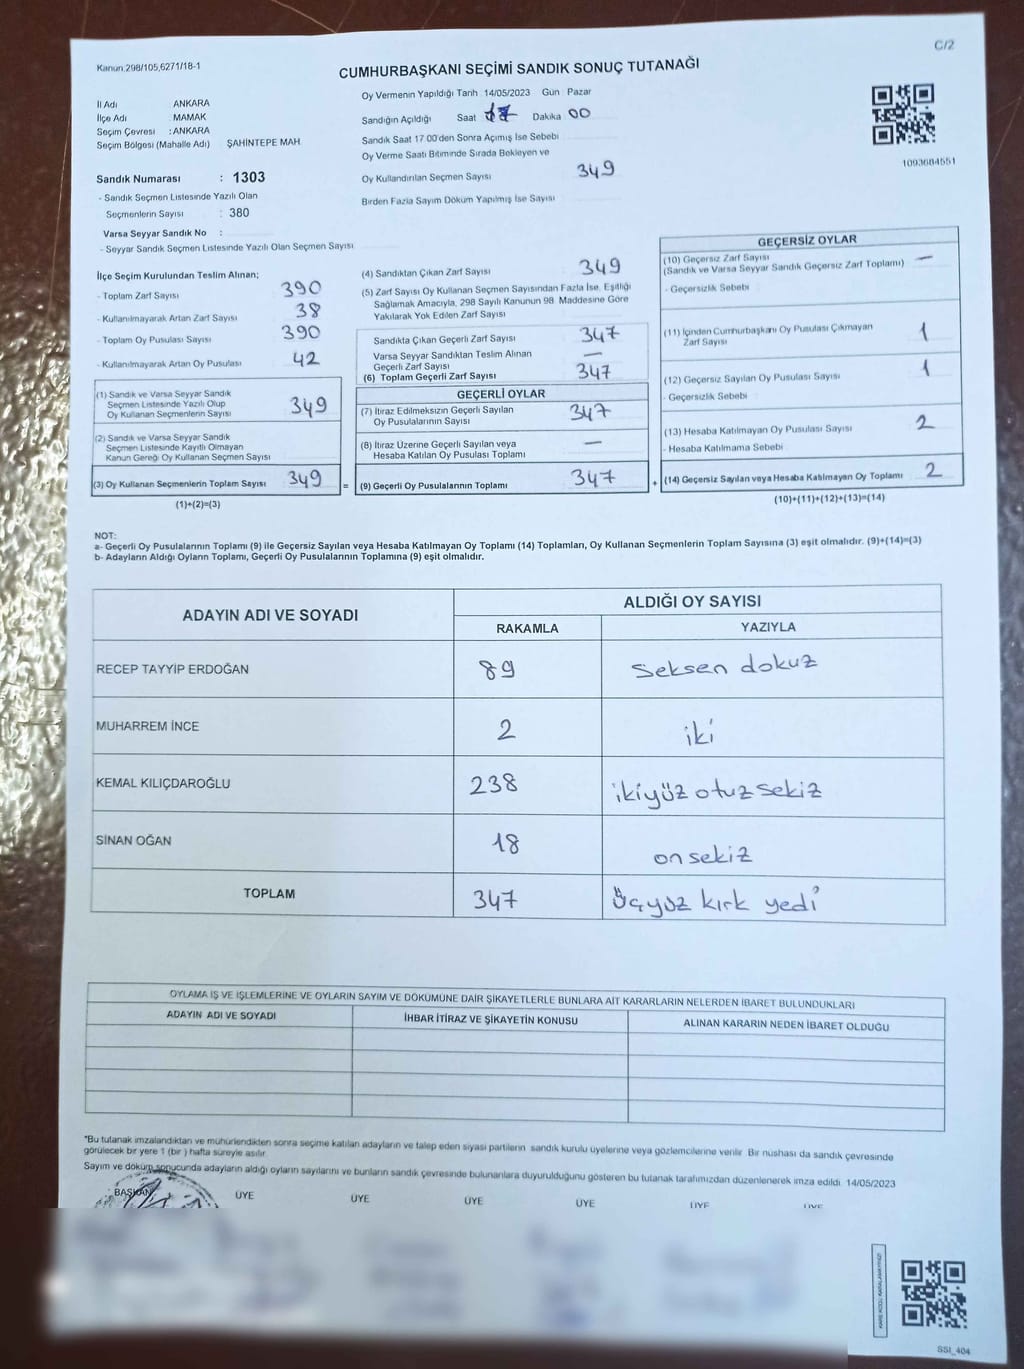 C/2
Kanun 298/105,6271/18-1
CUMHURBAŞKANI SEÇİMİ SANDIK SONUÇ TUTANAĞI
İl Adı ANKARA
İlçe Adı : MAMAK
Seçim Çevresi : ANKARA
Seçim Bölgesi (Mahalle Adı) ŞAHİNTEPE MAH.
Sandık Numarası : 1303
- Sandık Seçmen Listesinde Yazılı Olan
Seçmenlerin Sayısı : 380
Varsa Seyyar Sandık No :
- Seyyar Sandık Seçmen Listesinde Yazılı Olan Seçmen Sayısı
Oy Vermenin Yapıldığı Tarih 14/05/2023 Gün Pazar
Sandığın Açıldığı Saat 17 Dakika 00
Sandık Saat 17.00'den Sonra Açımış İse Sebebi
Oy Verme Saati Bitiminde Sırada Bekleyen ve
Oy Kullandırılan Seçmen Sayısı 349
Birden Fazla Sayım Döküm Yapılmış İse Sayısı
1093684551
İlçe Seçim Kurulundan Teslim Alınan;
- Toplam Zarf Sayısı 390
- Kullanılmayarak Artan Zarf Sayısı 38
- Toplam Oy Pusulası Sayısı 390
- Kullanılmayarak Artan Oy Pusulası 42
(1) Sandık ve Varsa Seyyar Sandık
Seçmen Listesinde Yazılı Olup
Oy Kullanan Seçmenlerin Sayısı 349
(2) Sandık ve Varsa Seyyar Sandık
Seçmen Listesinde Kayıtlı Olmayan
Kanun Gereği Oy Kullanan Seçmen Sayısı
(3) Oy Kullanan Seçmenlerin Toplam Sayısı 349 =
(1)+(2)=(3)
(4) Sandıktan Çıkan Zarf Sayısı 349
(5) Zarf Sayısı Oy Kullanan Seçmen Sayısından Fazla İse, Eşitliği
Sağlamak Amacıyla, 298 Sayılı Kanunun 98. Maddesine Göre
Yakılarak Yok Edilen Zarf Sayısı
Sandıkta Çıkan Geçerli Zarf Sayısı 347
Varsa Seyyar Sandıktan Teslim Alınan
Geçerli Zarf Sayısı —
(6) Toplam Geçerli Zarf Sayısı 347
GEÇERLİ OYLAR
(7) İtiraz Edilmeksizin Geçerli Sayılan
Oy Pusulalarının Sayısı 347
(8) İtiraz Üzerine Geçerli Sayılan veya
Hesaba Katılan Oy Pusulası Toplamı —
(9) Geçerli Oy Pusulalarının Toplamı 347 +
GEÇERSİZ OYLAR
(10) Geçersiz Zarf Sayısı
(Sandık ve Varsa Seyyar Sandık Geçersiz Zarf Toplamı) —
- Geçersizlik Sebebi
(11) İçinden Cumhurbaşkanı Oy Pusulası Çıkmayan
Zarf Sayısı 1
(12) Geçersiz Sayılan Oy Pusulası Sayısı 1
- Geçersizlik Sebebi
(13) Hesaba Katılmayan Oy Pusulası Sayısı 2
- Hesaba Katılmama Sebebi
(14) Geçersiz Sayılan veya Hesaba Katılmayan Oy Toplamı 2
(10)+(11)+(12)+(13)=(14)
NOT:
a- Geçerli Oy Pusulalarının Toplamı (9) ile Geçersiz Sayılan veya Hesaba Katılmayan Oy Toplamı (14) Toplamları, Oy Kullanan Seçmenlerin Toplam Sayısına (3) eşit olmalıdır. (9)+(14)=(3)
b- Adayların Aldığı Oyların Toplamı, Geçerli Oy Pusulalarının Toplamına (9) eşit olmalıdır.
ADAYIN ADI VE SOYADI ALDIĞI OY SAYISI
RAKAMLA YAZIYLA
RECEP TAYYİP ERDOĞAN 89 Seksen dokuz
MUHARREM İNCE 2 iki
KEMAL KILIÇDAROĞLU 238 ikiyüz otuz sekiz
SİNAN OĞAN 18 on sekiz
TOPLAM 347 Üçyüz kırk yedi
OYLAMA İŞ VE İŞLEMLERİNE VE OYLARIN SAYIM VE DÖKÜMÜNE DAİR ŞİKAYETLERLE BUNLARA AİT KARARLARIN NELERDEN İBARET BULUNDUKLARI
ADAYIN ADI VE SOYADI İHBAR İTİRAZ VE ŞİKAYETİN KONUSU ALINAN KARARIN NEDEN İBARET OLDUĞU
*Bu tutanak imzalandıktan ve mühürlendikten sonra seçime katılan adayların ve talep eden siyasi partilerin sandık kurulu üyelerine veya gözlemcilerine verilir. Bir nüshası da sandık çevresinde
görülecek bir yere 1 (bir ) hafta süreyle asılır.
Sayım ve döküm sonucunda adayların aldığı oyların sayılarını ve bunların sandık çevresinde bulunanlara duyurulduğunu gösteren bu tutanak tarafımızdan düzenlenerek imza edildi. 14/05/2023
BAŞKAN ÜYE ÜYE ÜYE ÜYE ÜYE ÜYE
SSI_404